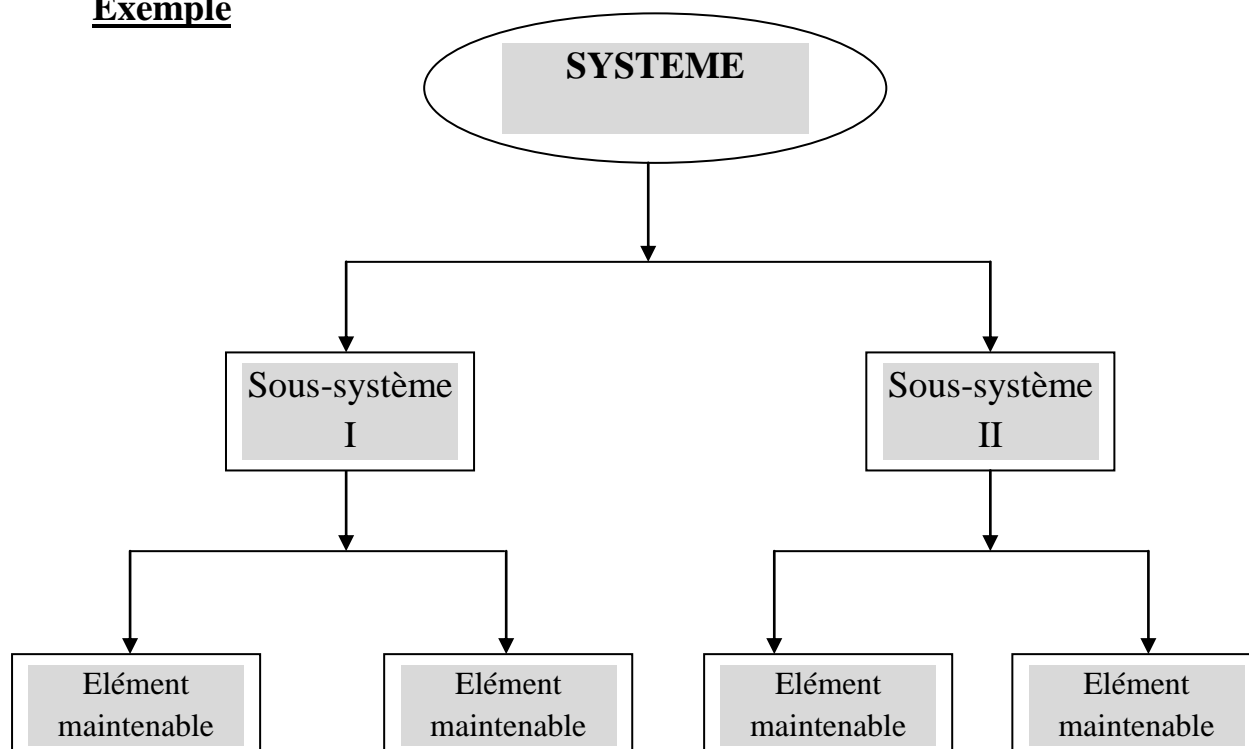 Exemple
SYSTEME
Sous-système
I
Sous-système
II
Elément
maintenable
Elément
maintenable
Elément
maintenable
Elément
maintenable